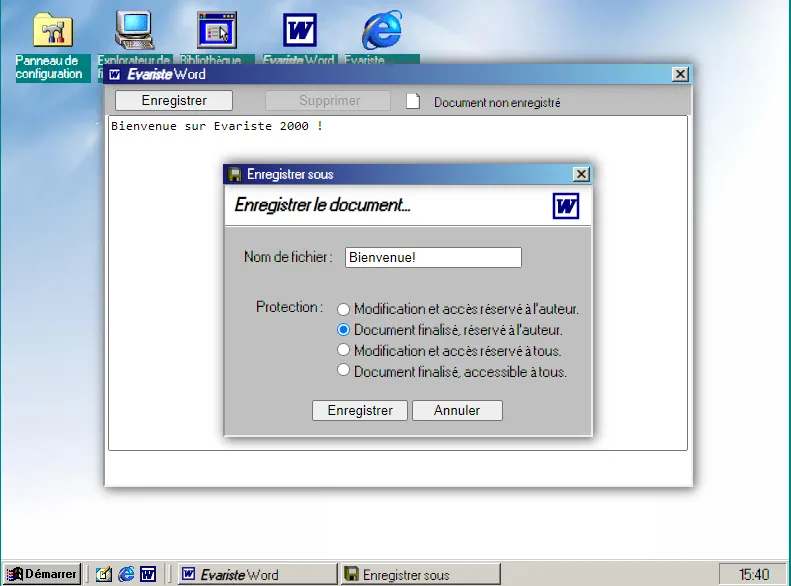 Panneau de
configuration
Explorateur de
Bibliothèque
Evariste Word
Evariste
Evariste Word
Enregistrer
Supprimer
Document non enregistré
Bienvenue sur Evariste 2000 !
Enregistrer sous
Enregistrer le document...
Nom de fichier :
Bienvenue!
Protection :
Modification et accès réservé à l'auteur.
Document finalisé, réservé à l'auteur.
Modification et accès réservé à tous.
Document finalisé, accessible à tous.
Enregistrer
Annuler
Démarrer
Evariste Word
Enregistrer sous
15:40